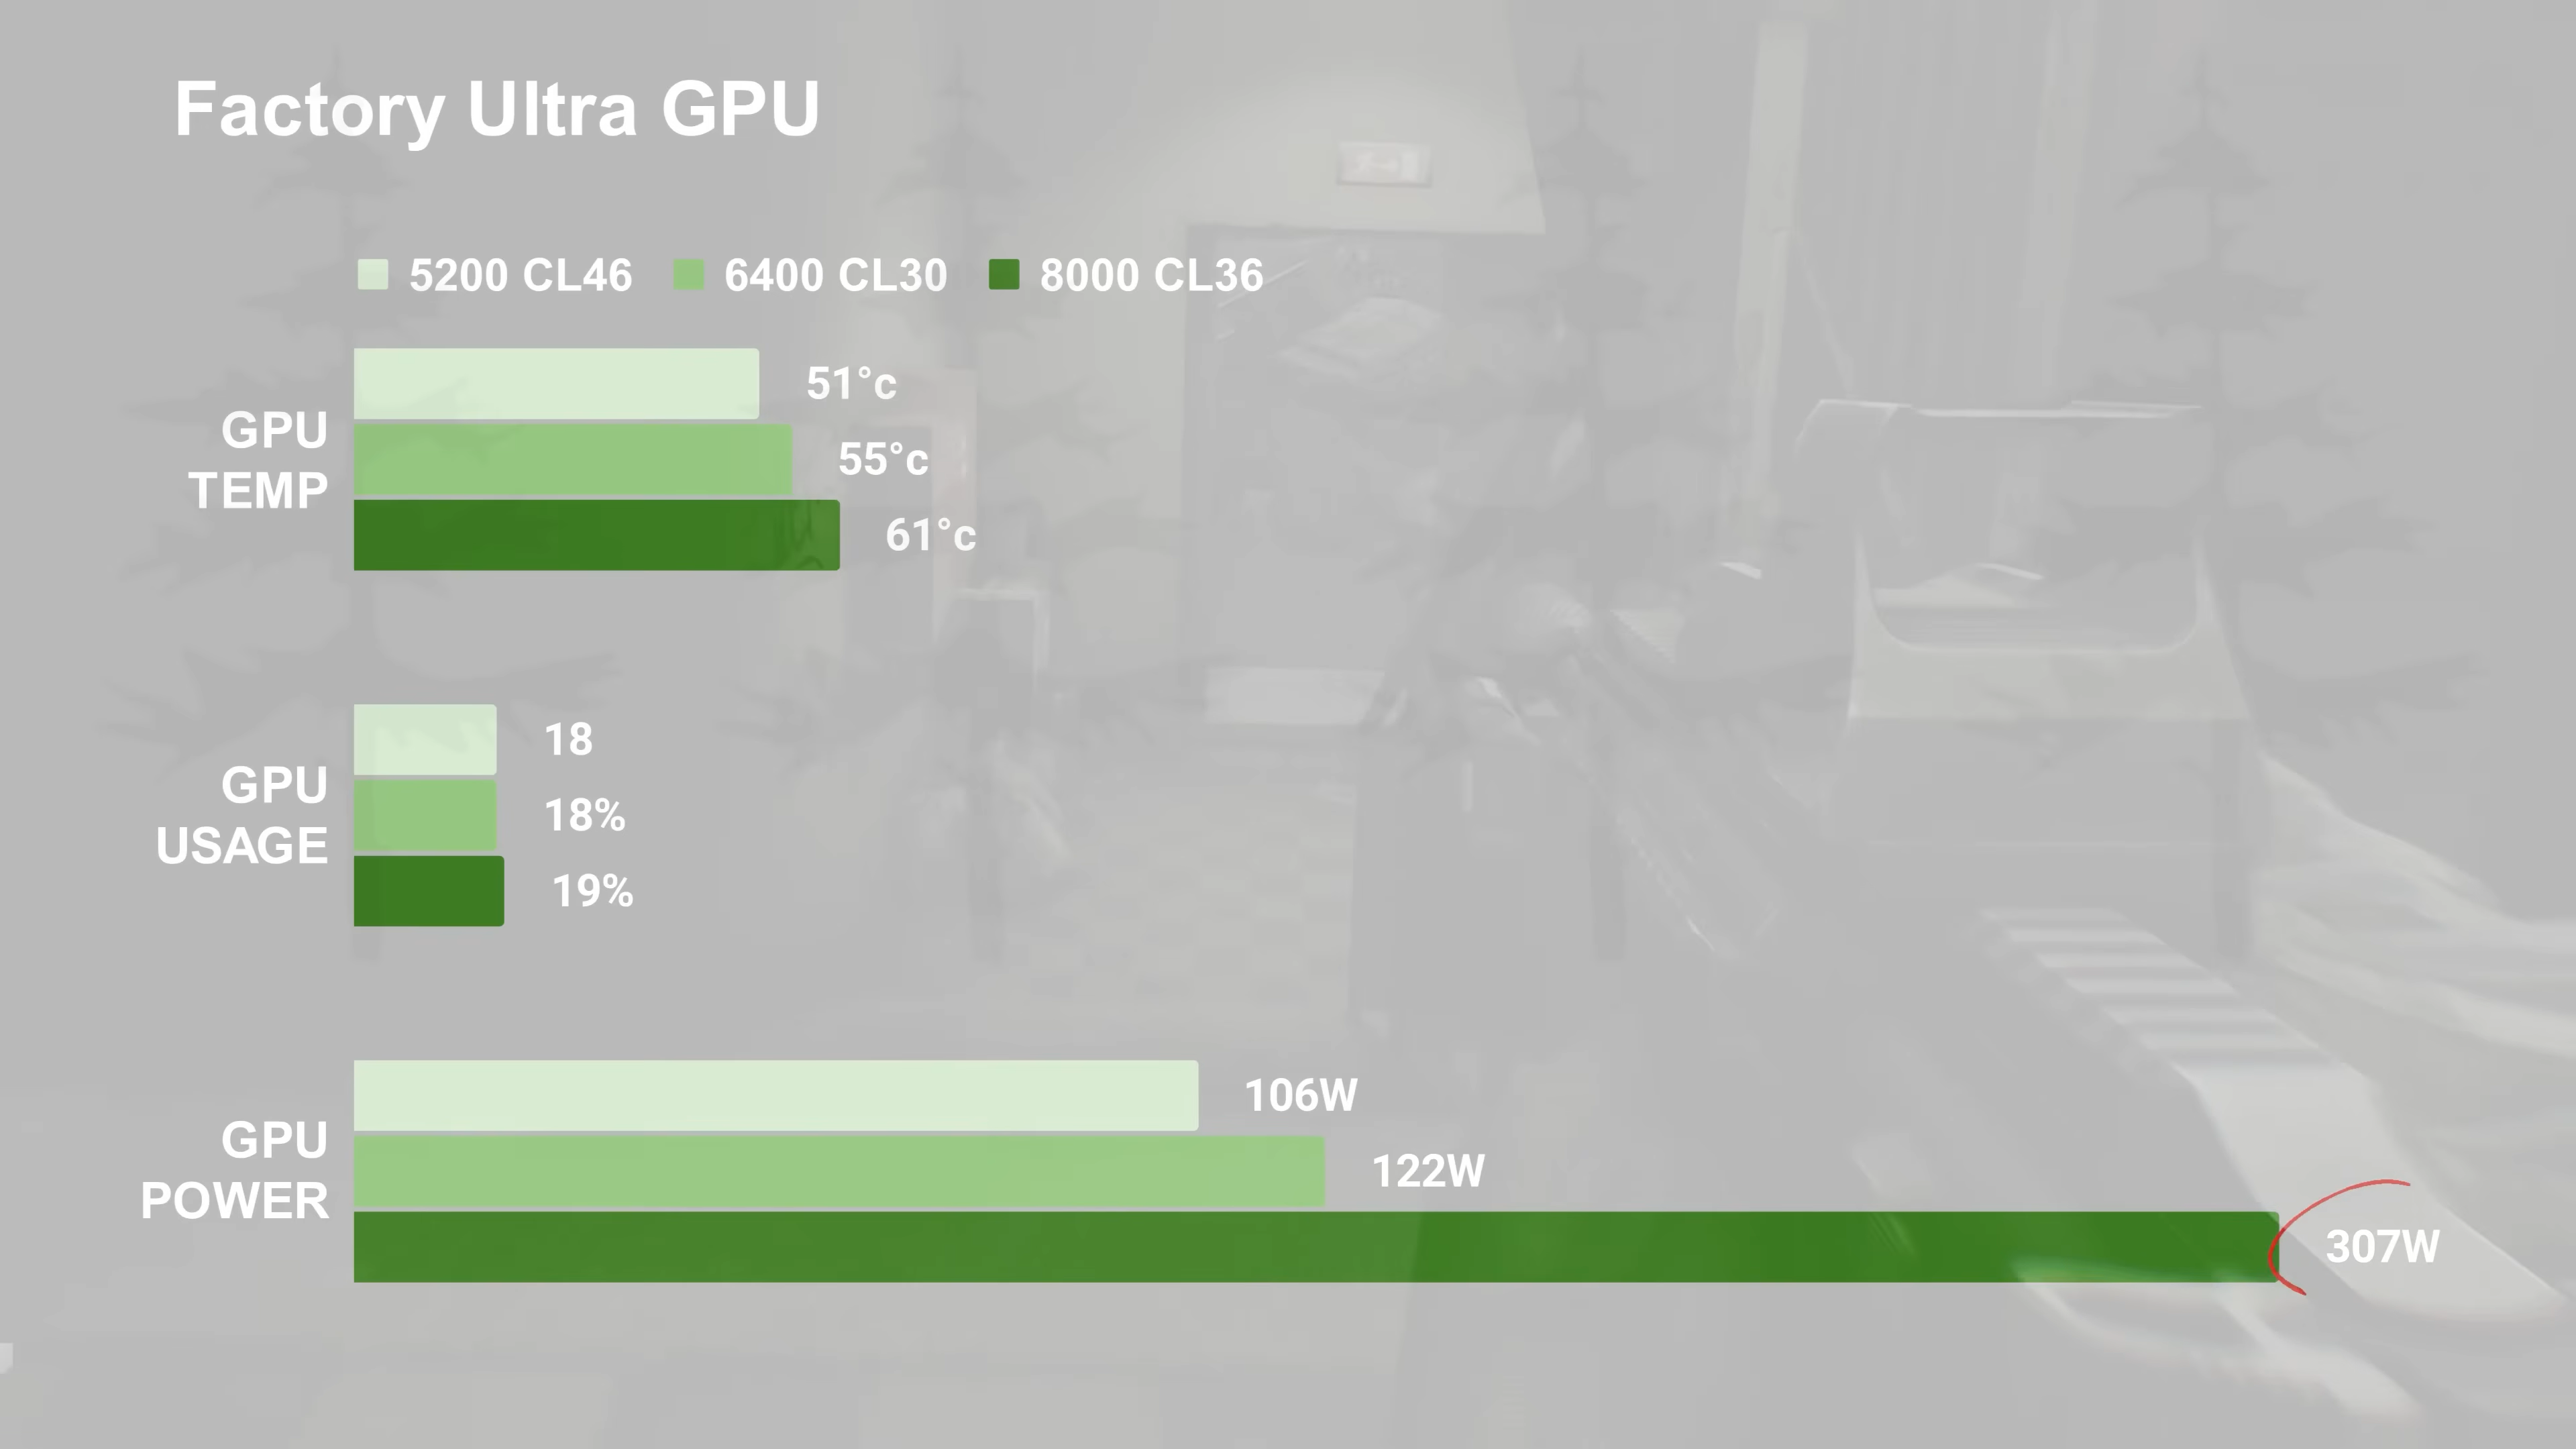 Factory Ultra GPU
5200 CL46 6400 CL30 8000 CL36
GPU
TEMP
51°c
55°c
61°c
GPU
USAGE
18
18%
19%
GPU
POWER
106W
122W
307W